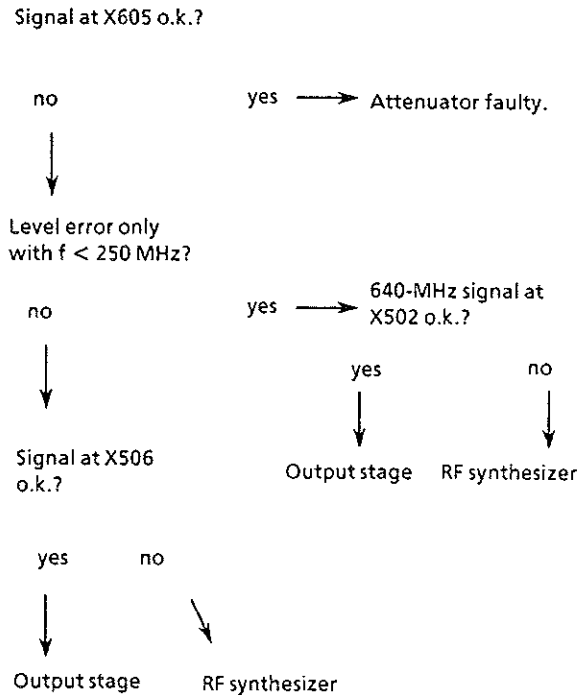 Signal at X605 o.k.?
no
yes
Attenuator faulty.
Level error only
with f < 250 MHz?
no
yes
640-MHz signal at
X502 o.k.?
yes
no
Output stage
RF synthesizer
Signal at X506
o.k.?
yes
no
Output stage
RF synthesizer